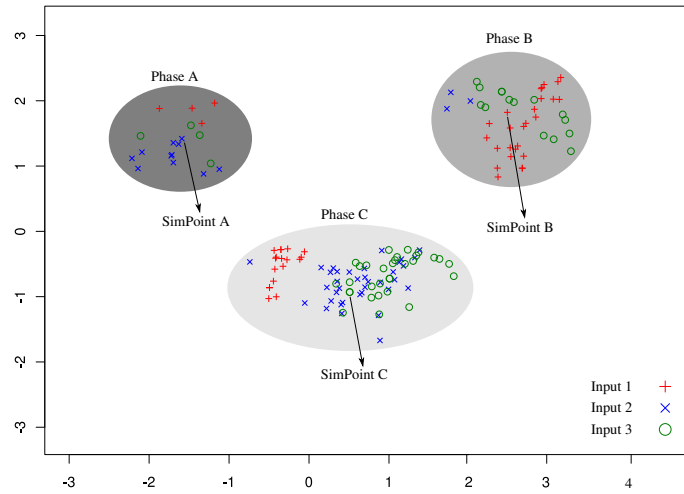 3
2
1
0
-1
-2
-3
Phase A
Phase B
SimPoint A
SimPoint B
Phase C
SimPoint C
Input 1
Input 2
Input 3
-3 -2 -1 0 1 2 3 4